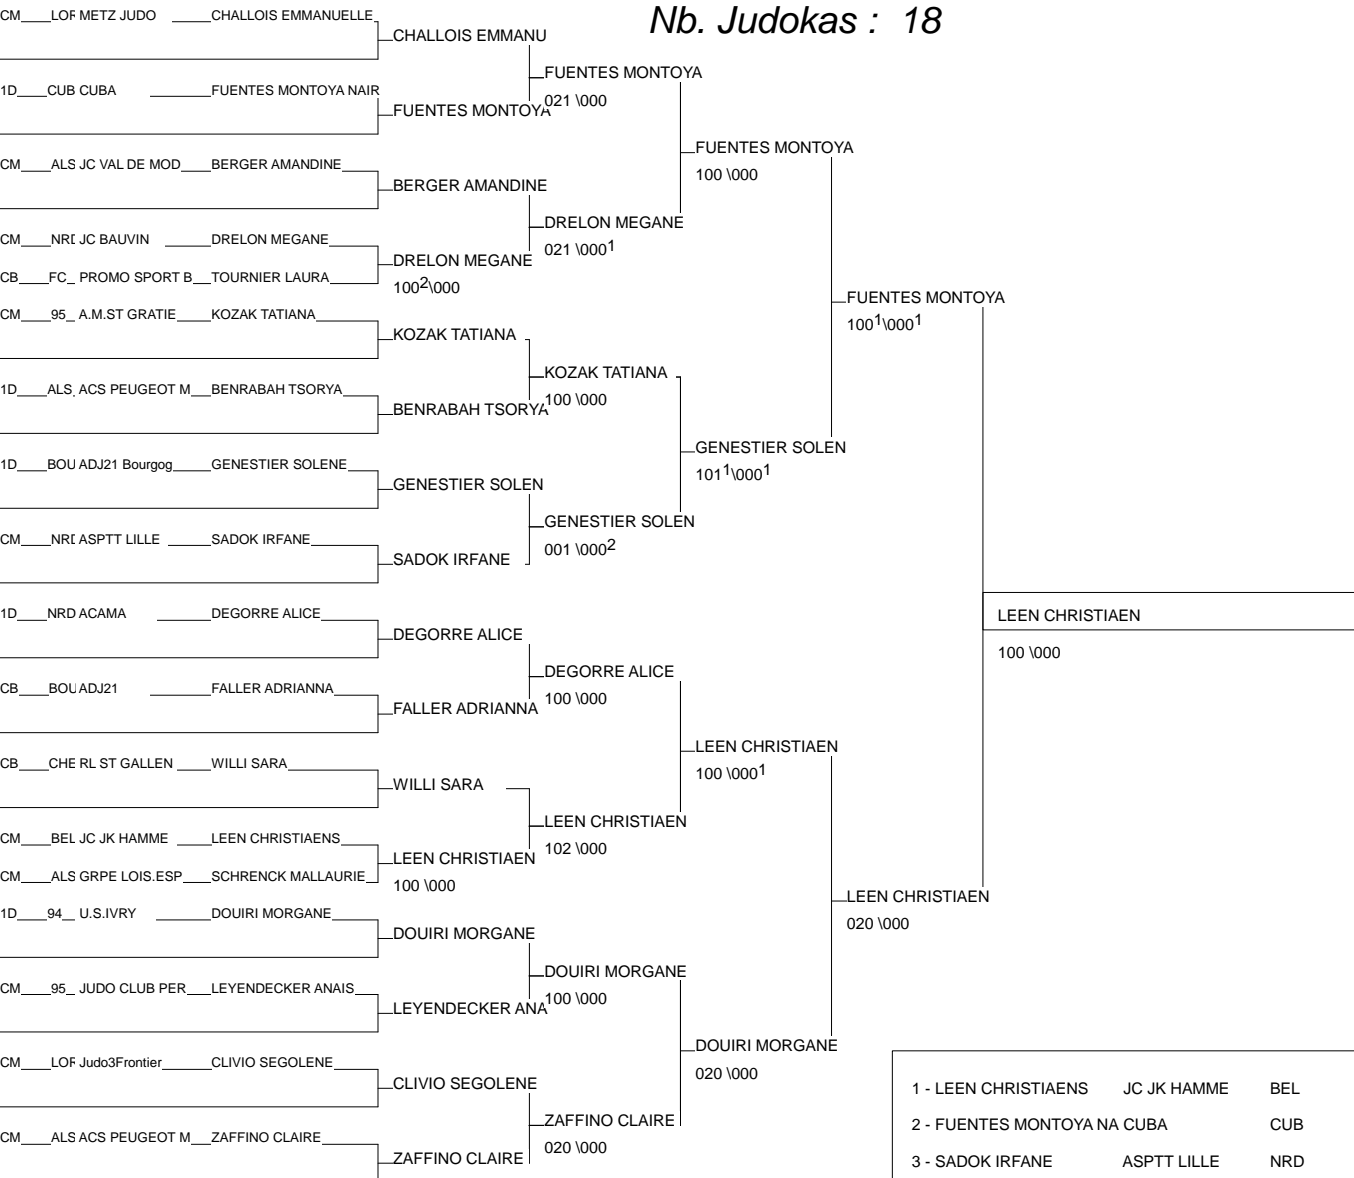 Nb. Judokas : 18
CM LOR METZ JUDO CHALLOIS EMMANUELLE
CHALLOIS EMMANU
FUENTES MONTOYA
1D CUB CUBA FUENTES MONTOYA NAIR
021 \000
FUENTES MONTOYA
FUENTES MONTOYA
CM ALS JC VAL DE MOD BERGER AMANDINE
100 \000
BERGER AMANDINE
DRELON MEGANE
CM NRD JC BAUVIN DRELON MEGANE
021 \0001
DRELON MEGANE
CB FC PROMO SPORT B TOURNIER LAURA
1002\000
FUENTES MONTOYA
CM 95 A.M.ST GRATIE KOZAK TATIANA
1001\0001
KOZAK TATIANA
KOZAK TATIANA
1D ALS ACS PEUGEOT M BENRABAH TSORYA
100 \000
BENRABAH TSORYA
GENESTIER SOLEN
1D BOU ADJ21 Bourgog GENESTIER SOLENE
1011\0001
GENESTIER SOLEN
GENESTIER SOLEN
CM NRD ASPTT LILLE SADOK IRFANE
001 \0002
SADOK IRFANE
1D NRD ACAMA DEGORRE ALICE
LEEN CHRISTIAEN
DEGORRE ALICE
100 \000
DEGORRE ALICE
CB BOU ADJ21 FALLER ADRIANNA
100 \000
FALLER ADRIANNA
LEEN CHRISTIAEN
CB CHE RL ST GALLEN WILLI SARA
100 \0001
WILLI SARA
LEEN CHRISTIAEN
CM BEL JC JK HAMME LEEN CHRISTIAENS
102 \000
LEEN CHRISTIAEN
CM ALS GRPE LOIS.ESP SCHRENCK MALLAURIE
100 \000
LEEN CHRISTIAEN
1D 94 U.S.IVRY DOUIRI MORGANE
020 \000
DOUIRI MORGANE
DOUIRI MORGANE
CM 95 JUDO CLUB PER LEYENDECKER ANAIS
100 \000
LEYENDECKER ANA
DOUIRI MORGANE
CM LOR Judo3Frontier CLIVIO SEGOLENE
020 \000
CLIVIO SEGOLENE
ZAFFINO CLAIRE
CM ALS ACS PEUGEOT M ZAFFINO CLAIRE
020 \000
ZAFFINO CLAIRE
1 - LEEN CHRISTIAENS JC JK HAMME BEL
2 - FUENTES MONTOYA NA CUBA CUB
3 - SADOK IRFANE ASPTT LILLE NRD